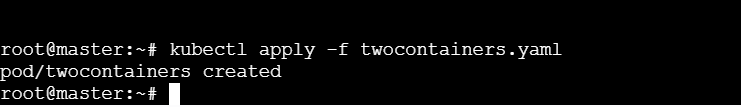 root@master:~# kubectl apply -f twocontainers.yaml
pod/twocontainers created
root@master:~#